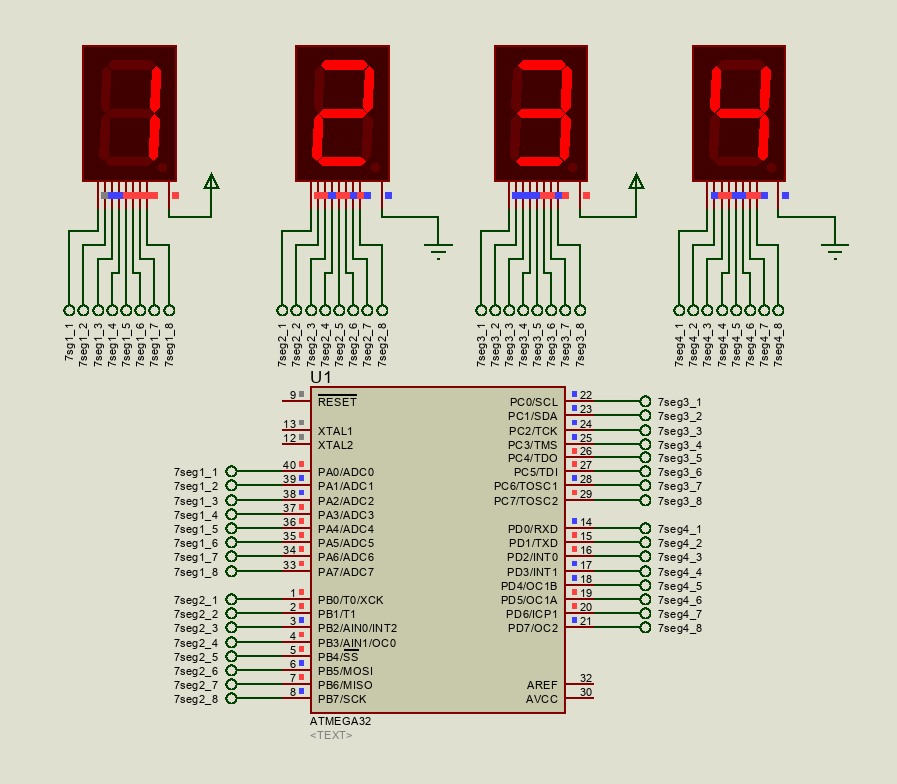 1 2 3 4
7seg1_1 7seg1_2 7seg1_3 7seg1_4 7seg1_5 7seg1_6 7seg1_7 7seg1_8
7seg2_1 7seg2_2 7seg2_3 7seg2_4 7seg2_5 7seg2_6 7seg2_7 7seg2_8
7seg3_1 7seg3_2 7seg3_3 7seg3_4 7seg3_5 7seg3_6 7seg3_7 7seg3_8
7seg4_1 7seg4_2 7seg4_3 7seg4_4 7seg4_5 7seg4_6 7seg4_7 7seg4_8
U1
9 RESET
13 XTAL1
12 XTAL2
7seg1_1 40 PA0/ADC0
7seg1_2 39 PA1/ADC1
7seg1_3 38 PA2/ADC2
7seg1_4 37 PA3/ADC3
7seg1_5 36 PA4/ADC4
7seg1_6 35 PA5/ADC5
7seg1_7 34 PA6/ADC6
7seg1_8 33 PA7/ADC7
7seg2_1 1 PB0/T0/XCK
7seg2_2 2 PB1/T1
7seg2_3 3 PB2/AIN0/INT2
7seg2_4 4 PB3/AIN1/OC0
7seg2_5 5 PB4/SS
7seg2_6 6 PB5/MOSI
7seg2_7 7 PB6/MISO
7seg2_8 8 PB7/SCK
PC0/SCL 22 7seg3_1
PC1/SDA 23 7seg3_2
PC2/TCK 24 7seg3_3
PC3/TMS 25 7seg3_4
PC4/TDO 26 7seg3_5
PC5/TDI 27 7seg3_6
PC6/TOSC1 28 7seg3_7
PC7/TOSC2 29 7seg3_8
PD0/RXD 14 7seg4_1
PD1/TXD 15 7seg4_2
PD2/INT0 16 7seg4_3
PD3/INT1 17 7seg4_4
PD4/OC1B 18 7seg4_5
PD5/OC1A 19 7seg4_6
PD6/ICP1 20 7seg4_7
PD7/OC2 21 7seg4_8
AREF 32
AVCC 30
ATMEGA32
<TEXT>